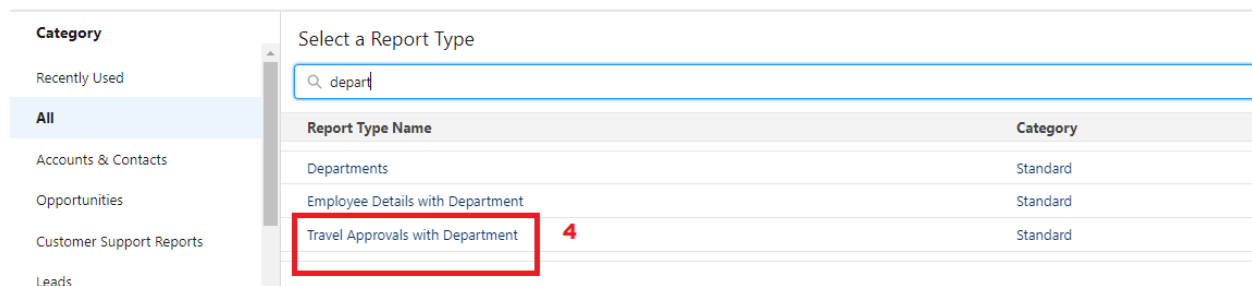 Category
Recently Used
All
Accounts & Contacts
Opportunities
Customer Support Reports
Leads
Select a Report Type
depart
Report Type Name Category
Departments Standard
Employee Details with Department Standard
Travel Approvals with Department 4 Standard